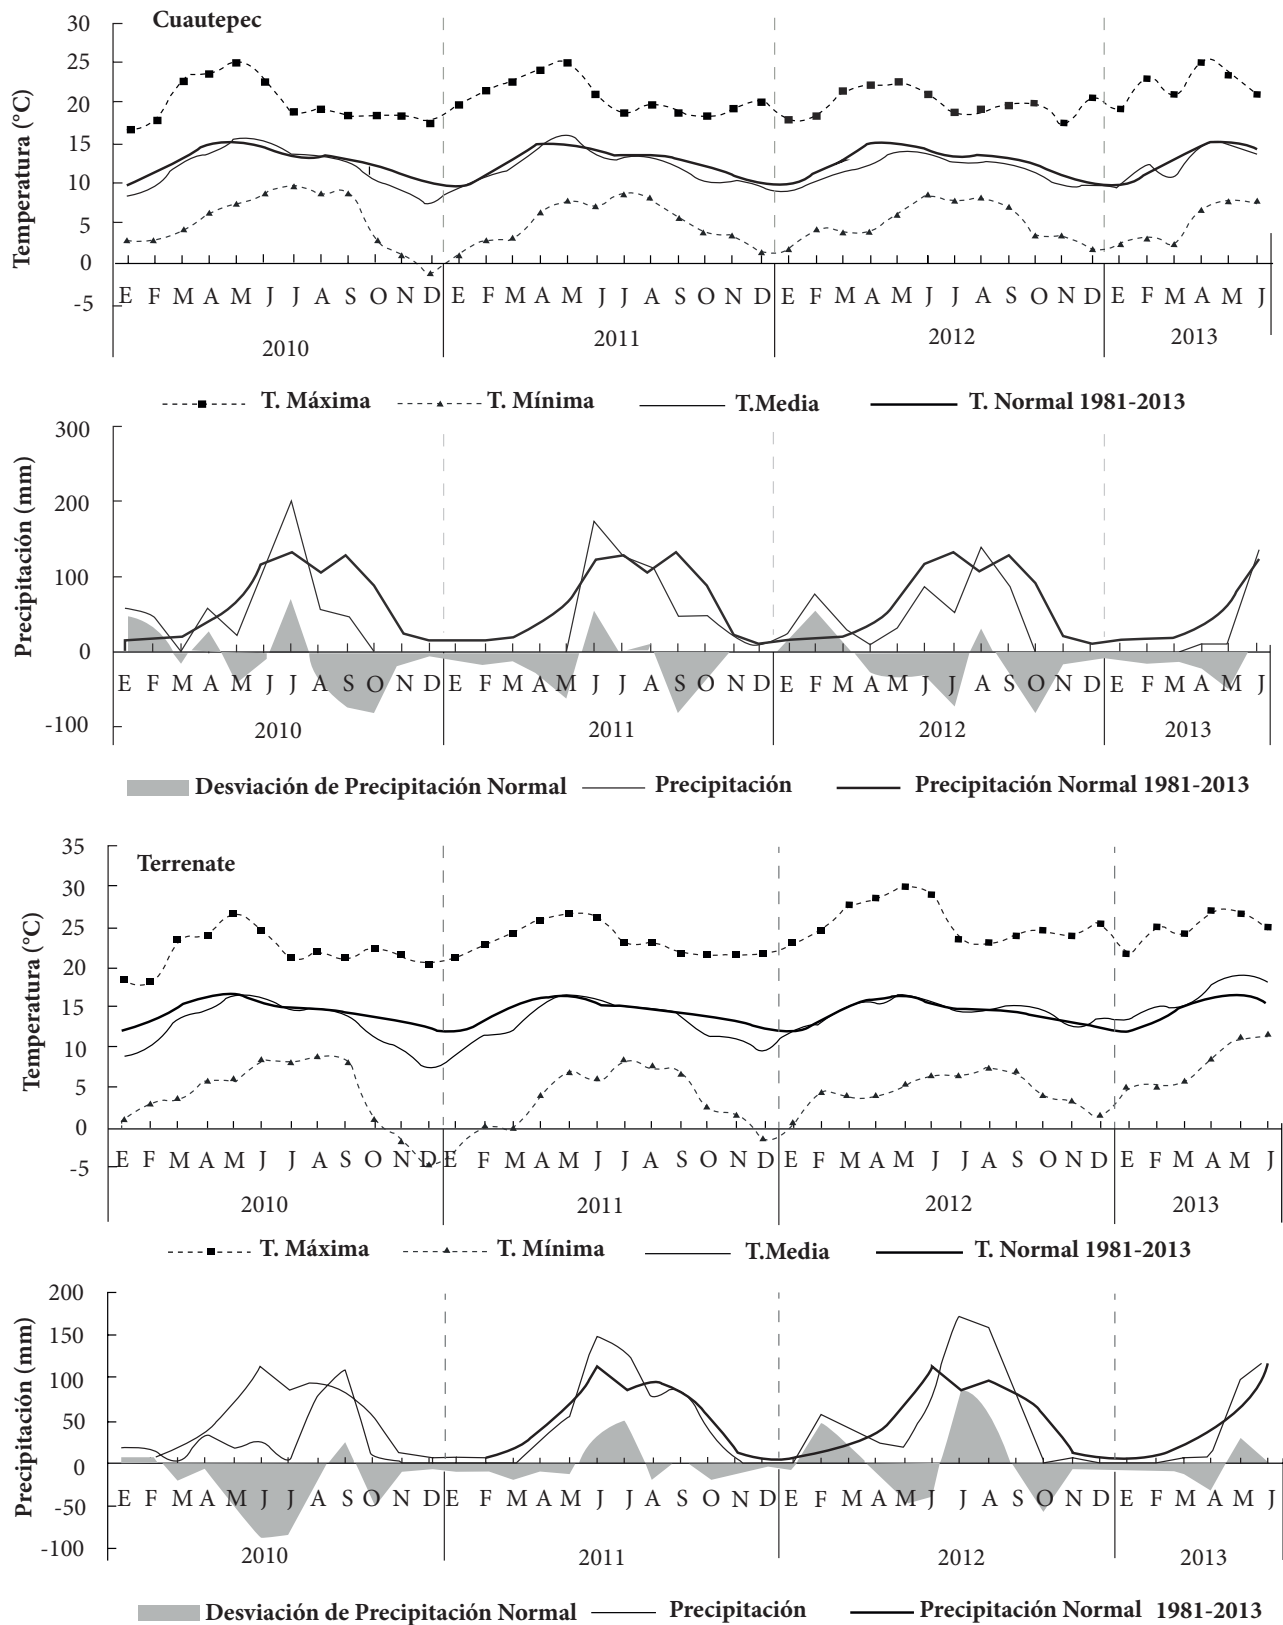 Cuautepec
Temperatura (°C)
30
25
20
15
10
5
0
-5
E F M A M J J A S O N D E F M A M J J A S O N D E F M A M J J A S O N D E F M A M J
2010 2011 2012 2013
T. Máxima T. Mínima T.Media T. Normal 1981-2013
Precipitación (mm)
300
200
100
0
-100
E F M A M J J A S O N D E F M A M J J A S O N D E F M A M J J A S O N D E F M A M J
2010 2011 2012 2013
Desviación de Precipitación Normal Precipitación Precipitación Normal 1981-2013
Terrenate
Temperatura (°C)
35
30
25
20
15
10
5
0
-5
E F M A M J J A S O N D E F M A M J J A S O N D E F M A M J J A S O N D E F M A M J
2010 2011 2012 2013
T. Máxima T. Mínima T.Media T. Normal 1981-2013
Precipitación (mm)
200
150
100
50
0
-50
-100
E F M A M J J A S O N D E F M A M J J A S O N D E F M A M J J A S O N D E F M A M J
2010 2011 2012 2013
Desviación de Precipitación Normal Precipitación Precipitación Normal 1981-2013